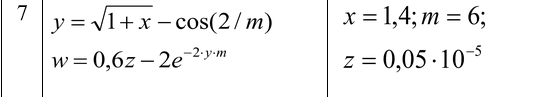 7
y = √(1+x) − cos(2/m)
w = 0,6z − 2e^(−2·y·m)
x = 1,4; m = 6;
z = 0,05·10^(−5)